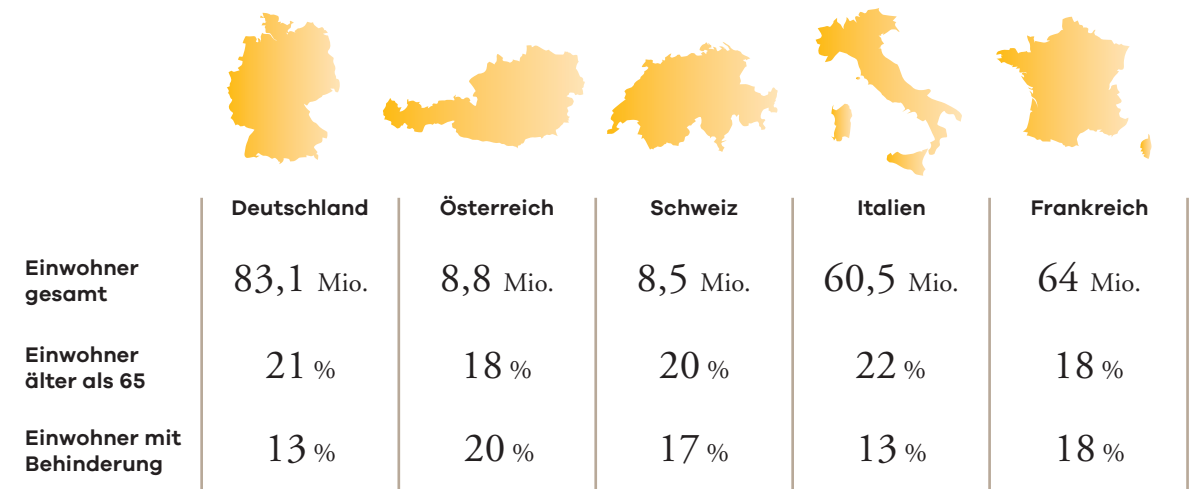 Deutschland Österreich Schweiz Italien Frankreich
Einwohner
gesamt
83,1 Mio. 8,8 Mio. 8,5 Mio. 60,5 Mio. 64 Mio.
Einwohner
älter als 65
21 % 18 % 20 % 22 % 18 %
Einwohner mit
Behinderung
13 % 20 % 17 % 13 % 18 %